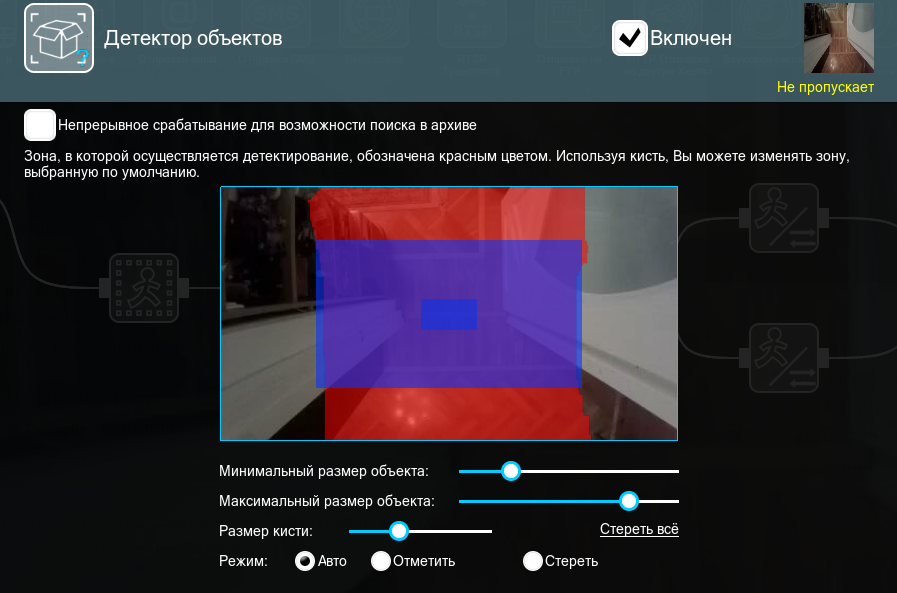 Детектор объектов
Включен
Не пропускает
Непрерывное срабатывание для возможности поиска в архиве
Зона, в которой осуществляется детектирование, обозначена красным цветом. Используя кисть, Вы можете изменять зону,
выбранную по умолчанию.
Минимальный размер объекта:
Максимальный размер объекта:
Размер кисти:
Стереть всё
Режим:
Авто
Отметить
Стереть